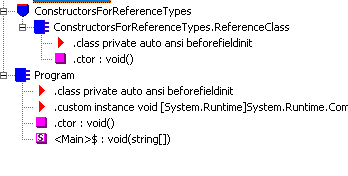 ConstructorsForReferenceTypes
ConstructorsForReferenceTypes.ReferenceClass
.class private auto ansi beforefieldinit
.ctor : void()
Program
.class private auto ansi beforefieldinit
.custom instance void [System.Runtime]System.Runtime.Com
.ctor : void()
S <Main>$ : void(string[])